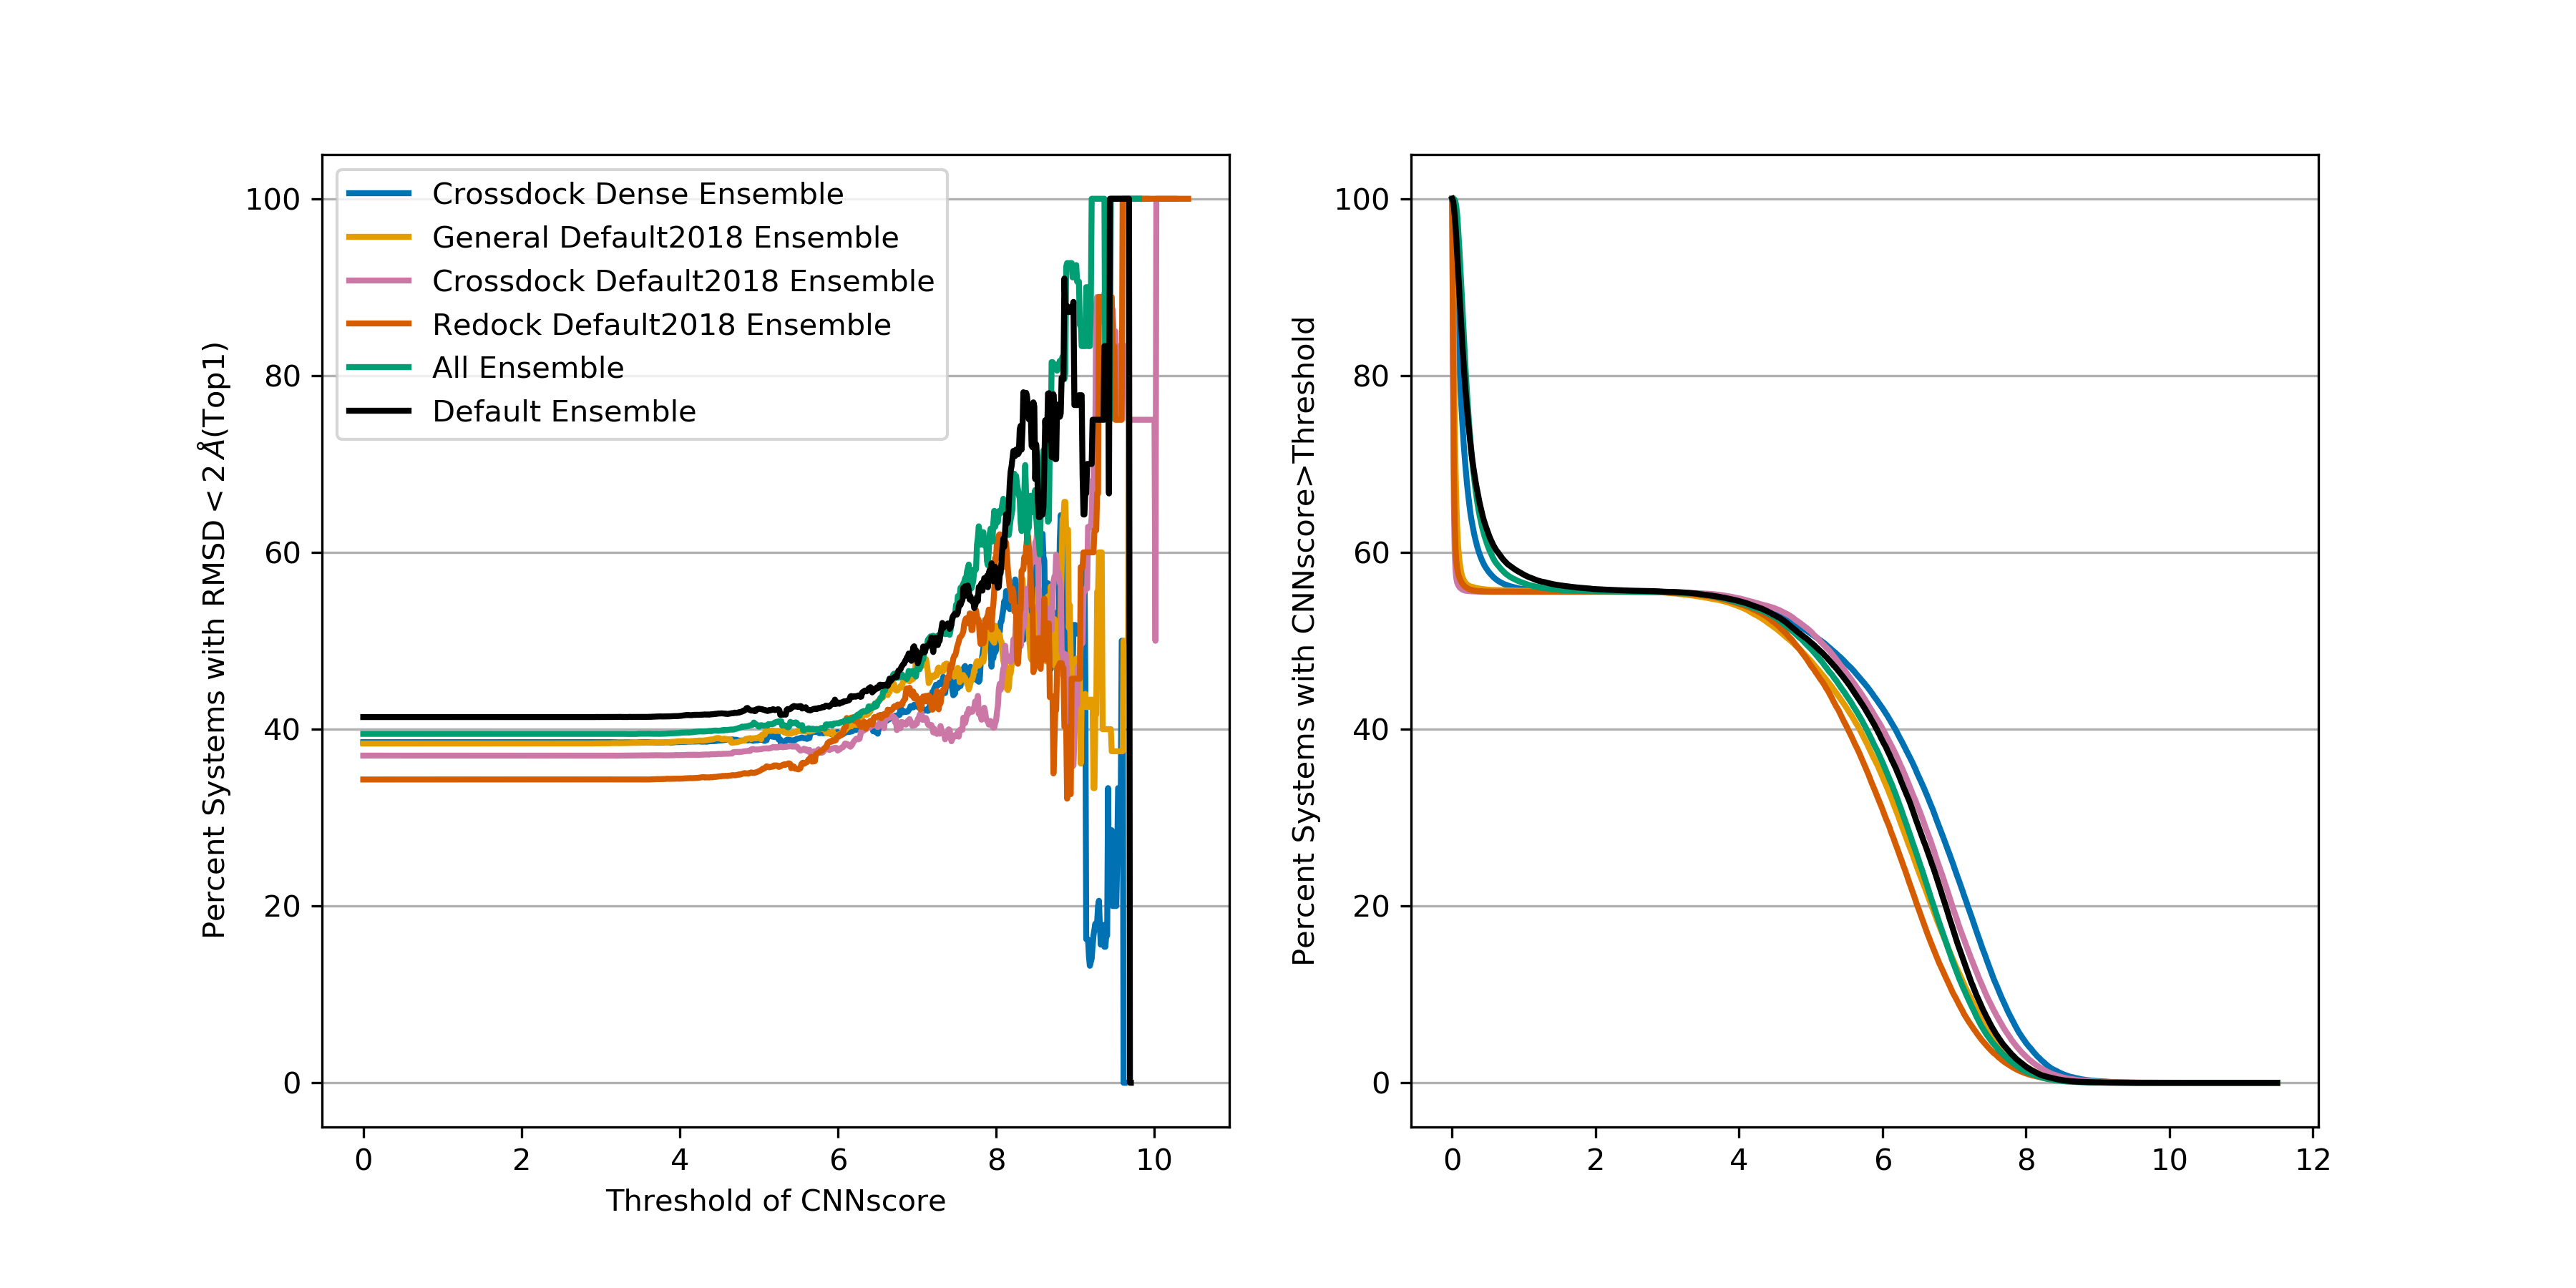 Percent Systems with RMSD < 2Å(Top1)
100
80
60
40
20
0
Crossdock Dense Ensemble
General Default2018 Ensemble
Crossdock Default2018 Ensemble
Redock Default2018 Ensemble
All Ensemble
Default Ensemble
0 2 4 6 8 10
Threshold of CNNscore
Percent Systems with CNNscore>Threshold
100
80
60
40
20
0
0 2 4 6 8 10 12